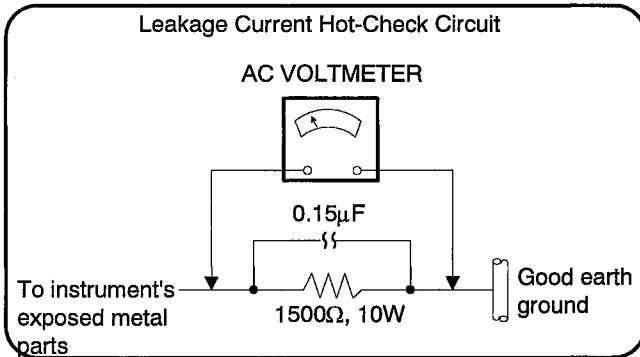 Leakage Current Hot-Check Circuit
AC VOLTMETER
0.15µF
1500Ω, 10W
To instrument's
exposed metal
parts
Good earth
ground